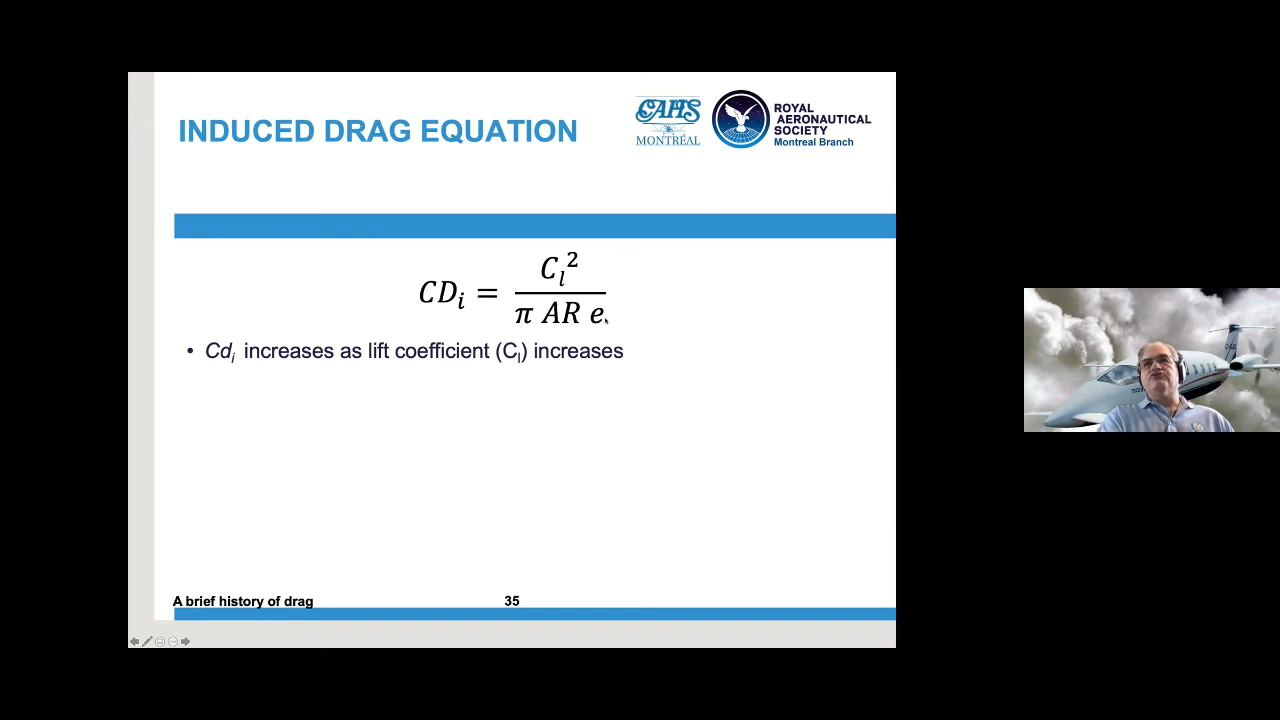 INDUCED DRAG EQUATION
CAHS
MONTRÉAL
ROYAL
AERONAUTICAL
SOCIETY
Montreal Branch
CD_i = C_l^2 / π AR e
• Cd_i increases as lift coefficient (C_l) increases
A brief history of drag 35